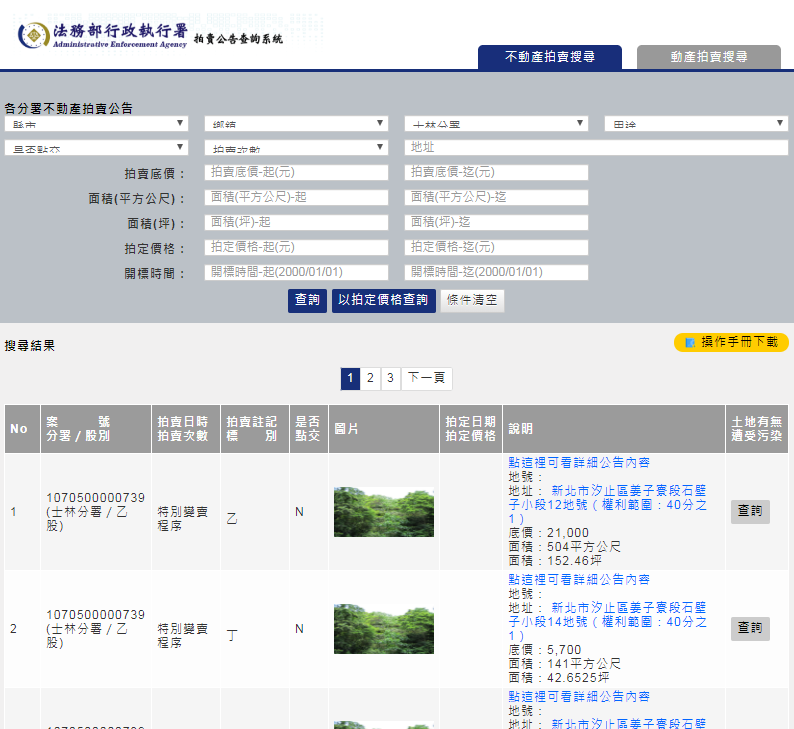 法務部行政執行署
Administrative Enforcement Agency
拍賣公告查詢系統
不動產拍賣搜尋 動產拍賣搜尋
各分署不動產拍賣公告
縣市 鄉鎮 士林分署 用途
是否點交 拍賣次數 地址
拍賣底價： 拍賣底價-起(元) 拍賣底價-迄(元)
面積(平方公尺)： 面積(平方公尺)-起 面積(平方公尺)-迄
面積(坪)： 面積(坪)-起 面積(坪)-迄
拍定價格： 拍定價格-起(元) 拍定價格-迄(元)
開標時間： 開標時間-起(2000/01/01) 開標時間-迄(2000/01/01)
查詢 以拍定價格查詢 條件清空
搜尋結果 操作手冊下載
1 2 3 下一頁
No
案 號
分署 / 股別
拍賣日時
拍賣次數
拍賣註記
標 別
是否
點交
圖片
拍定日期
拍定價格
說明
土地有無
遭受污染
1
1070500000739
(士林分署 / 乙
股)
特別變賣
程序
乙
N
點這裡可看詳細公告內容
地號：
地址： 新北市汐止區姜子寮段石壁
子小段12地號 ( 權利範圍：40分之
1 )
底價：21,000
面積：504平方公尺
面積：152.46坪
查詢
2
1070500000739
(士林分署 / 乙
股)
特別變賣
程序
丁
N
點這裡可看詳細公告內容
地號：
地址： 新北市汐止區姜子寮段石壁
子小段14地號 ( 權利範圍：40分之
1 )
底價：5,700
面積：141平方公尺
面積：42.6525坪
查詢
點這裡可看詳細公告內容
地號：
地址： 新北市汐止區姜子寮段石壁